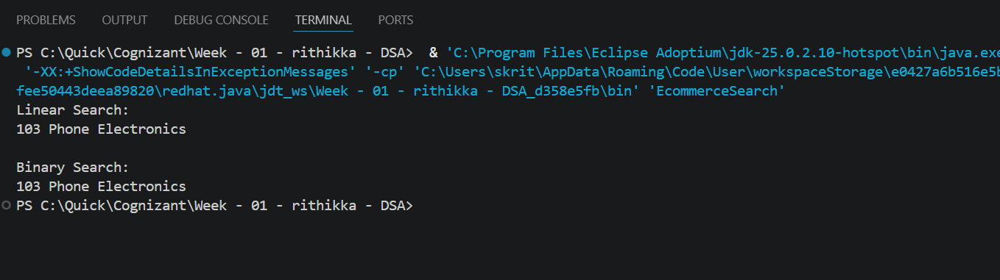 PROBLEMS OUTPUT DEBUG CONSOLE TERMINAL PORTS
PS C:\Quick\Cognizant\Week - 01 - rithikka - DSA>  & 'C:\Program Files\Eclipse Adoptium\jdk-25.0.2.10-hotspot\bin\java.exe
'-XX:+ShowCodeDetailsInExceptionMessages' '-cp' 'C:\Users\skrit\AppData\Roaming\Code\User\workspaceStorage\e0427a6b516e5b
fee50443deea89820\redhat.java\jdt_ws\Week - 01 - rithikka - DSA_d358e5fb\bin' 'EcommerceSearch'
Linear Search:
103 Phone Electronics
Binary Search:
103 Phone Electronics
PS C:\Quick\Cognizant\Week - 01 - rithikka - DSA>